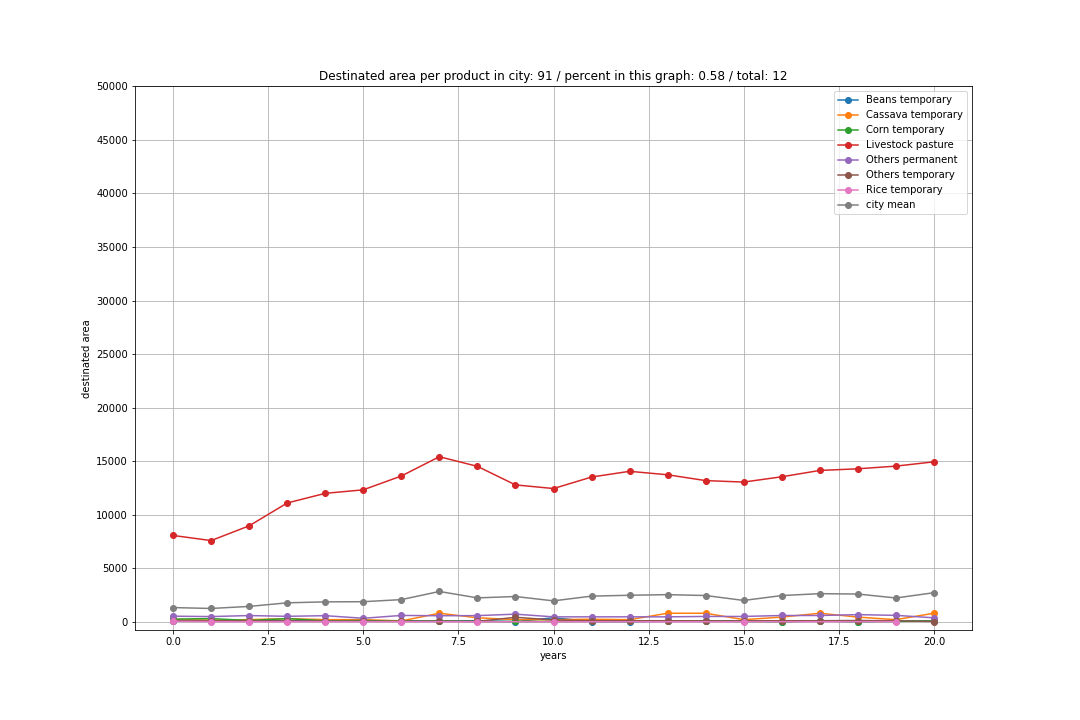 Destinated area per product in city: 91 / percent in this graph: 0.58 / total: 12
50000
45000
40000
35000
30000
25000
20000
15000
10000
5000
0
destinated area
Beans temporary
Cassava temporary
Corn temporary
Livestock pasture
Others permanent
Others temporary
Rice temporary
city mean
0.0 2.5 5.0 7.5 10.0 12.5 15.0 17.5 20.0
years